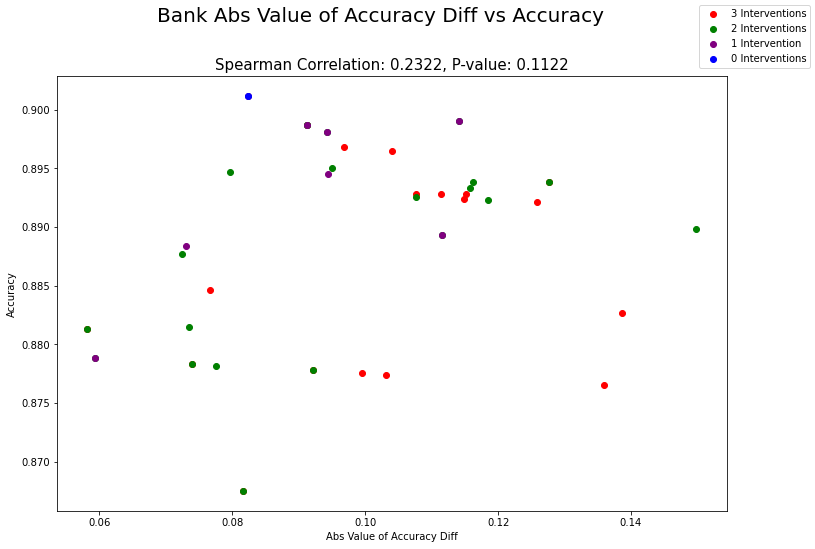 Bank Abs Value of Accuracy Diff vs Accuracy
3 Interventions
2 Interventions
1 Intervention
0 Interventions
Spearman Correlation: 0.2322, P-value: 0.1122
Accuracy
0.900
0.895
0.890
0.885
0.880
0.875
0.870
0.06
0.08
0.10
0.12
0.14
Abs Value of Accuracy Diff